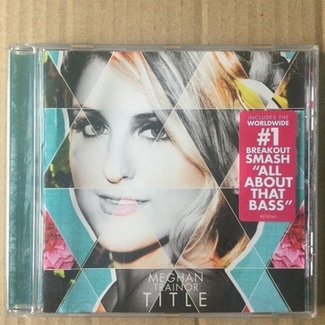 INCLUDES THE
WORLDWIDE
#1
BREAKOUT
SMASH
"ALL
ABOUT
THAT
BASS"
MEGHAN
TRAINOR
TITLE